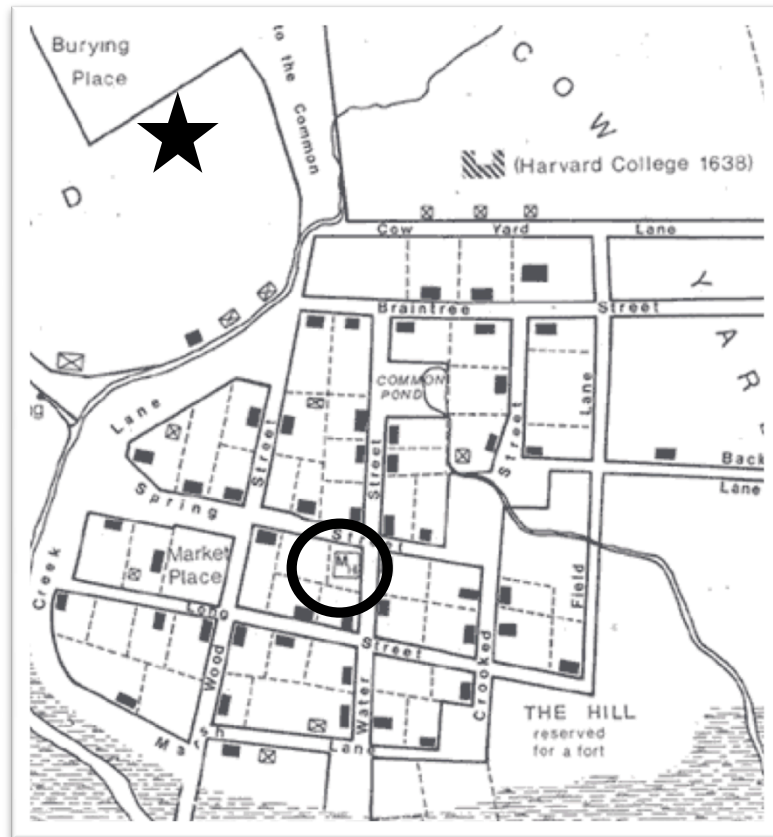 Burying
Place
to the Common
C O W
(Harvard College 1638)
D
Cow Yard Lane
Y A R
Braintree Street
COMMON
POND
Lane
Street
Street
Street
Lane
Back
Lane
Spring Street
M H
Market
Place
Creek
Long Street
Field
Wood
Water
Crooked
Marsh Lane
THE HILL
reserved
for a fort